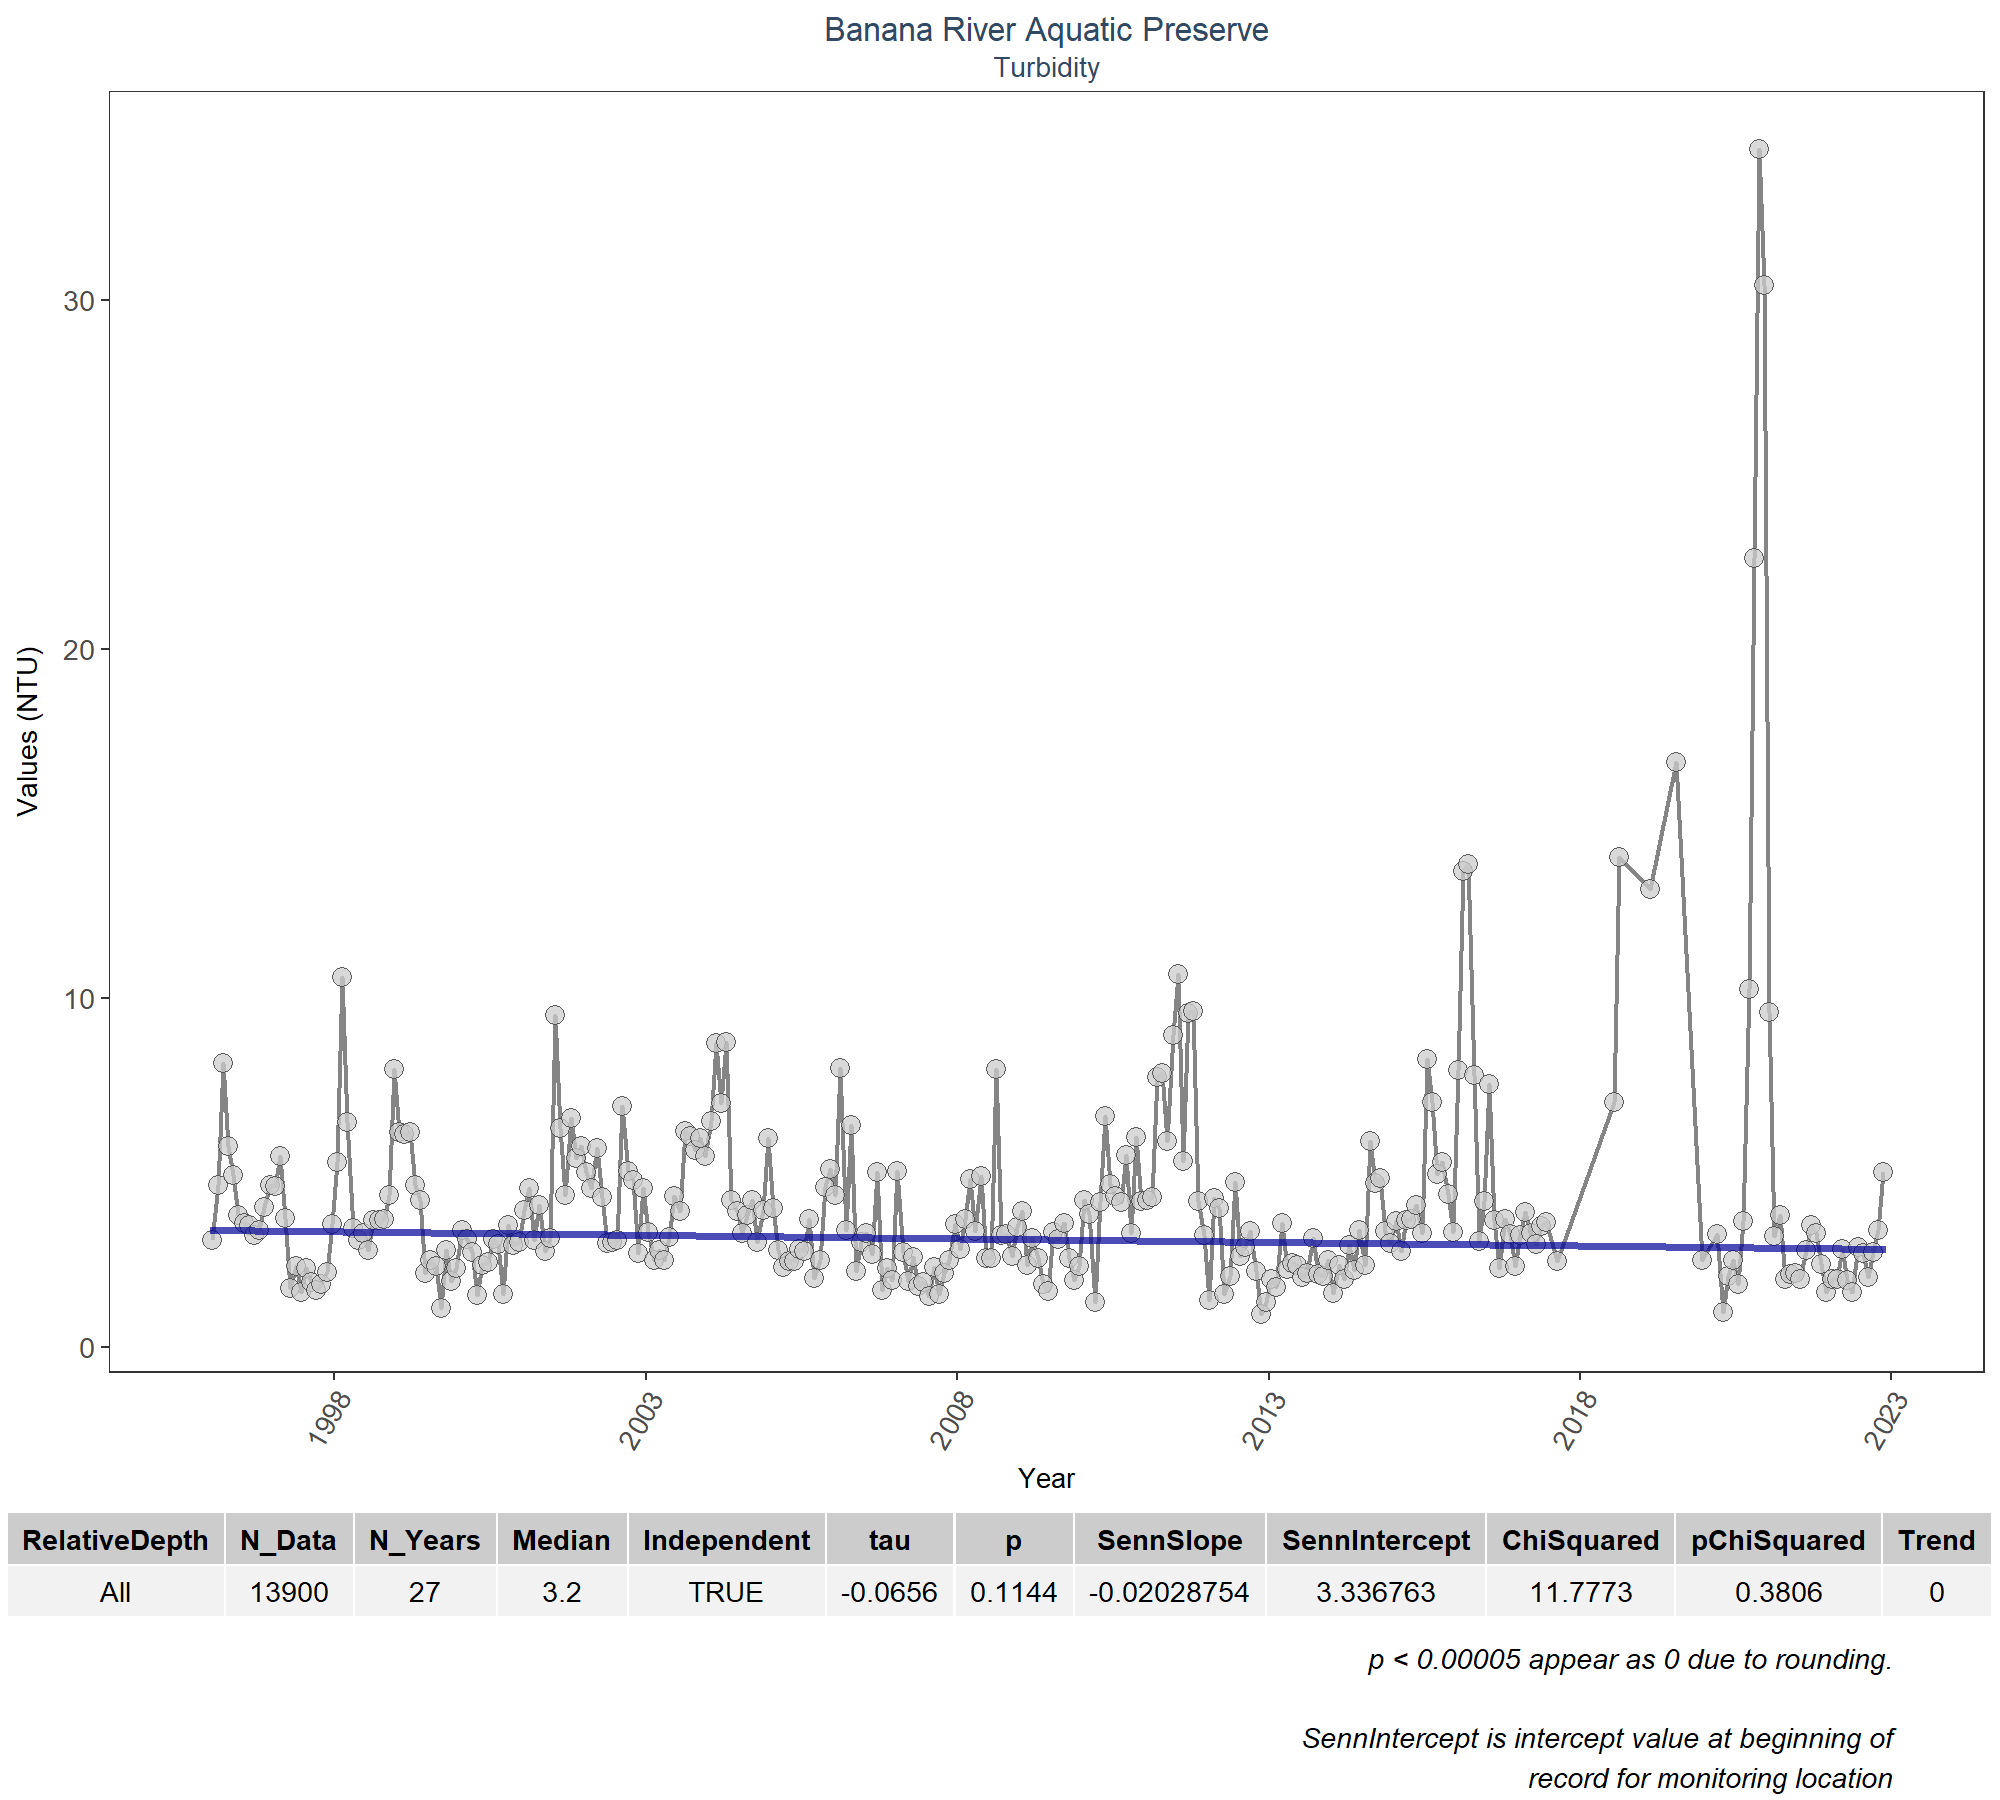 Banana River Aquatic Preserve
Turbidity
Values (NTU)
30
20
10
0
1998 2003 2008 2013 2018 2023
Year
RelativeDepth N_Data N_Years Median Independent tau p SennSlope SennIntercept ChiSquared pChiSquared Trend
All 13900 27 3.2 TRUE -0.0656 0.1144 -0.02028754 3.336763 11.7773 0.3806 0
p < 0.00005 appear as 0 due to rounding.
SennIntercept is intercept value at beginning of
record for monitoring location